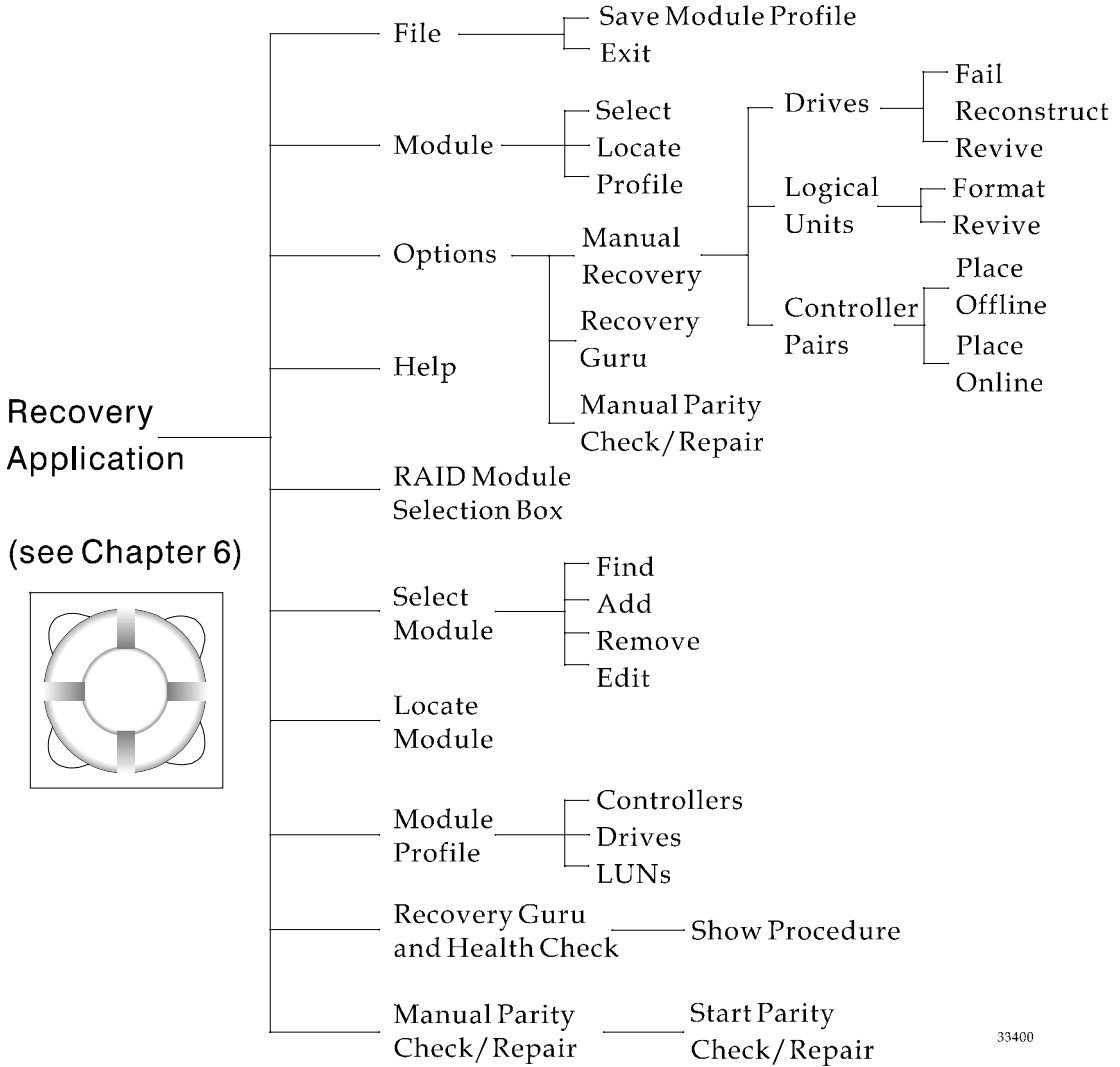 Recovery
Application
(see Chapter 6)
File
Save Module Profile
Exit
Module
Select
Locate
Profile
Options
Manual
Recovery
Drives
Fail
Reconstruct
Revive
Logical
Units
Format
Revive
Controller
Pairs
Place
Offline
Place
Online
Recovery
Guru
Manual Parity
Check/Repair
Help
RAID Module
Selection Box
Select
Module
Find
Add
Remove
Edit
Locate
Module
Module
Profile
Controllers
Drives
LUNs
Recovery Guru
and Health Check
Show Procedure
Manual Parity
Check/Repair
Start Parity
Check/Repair
33400